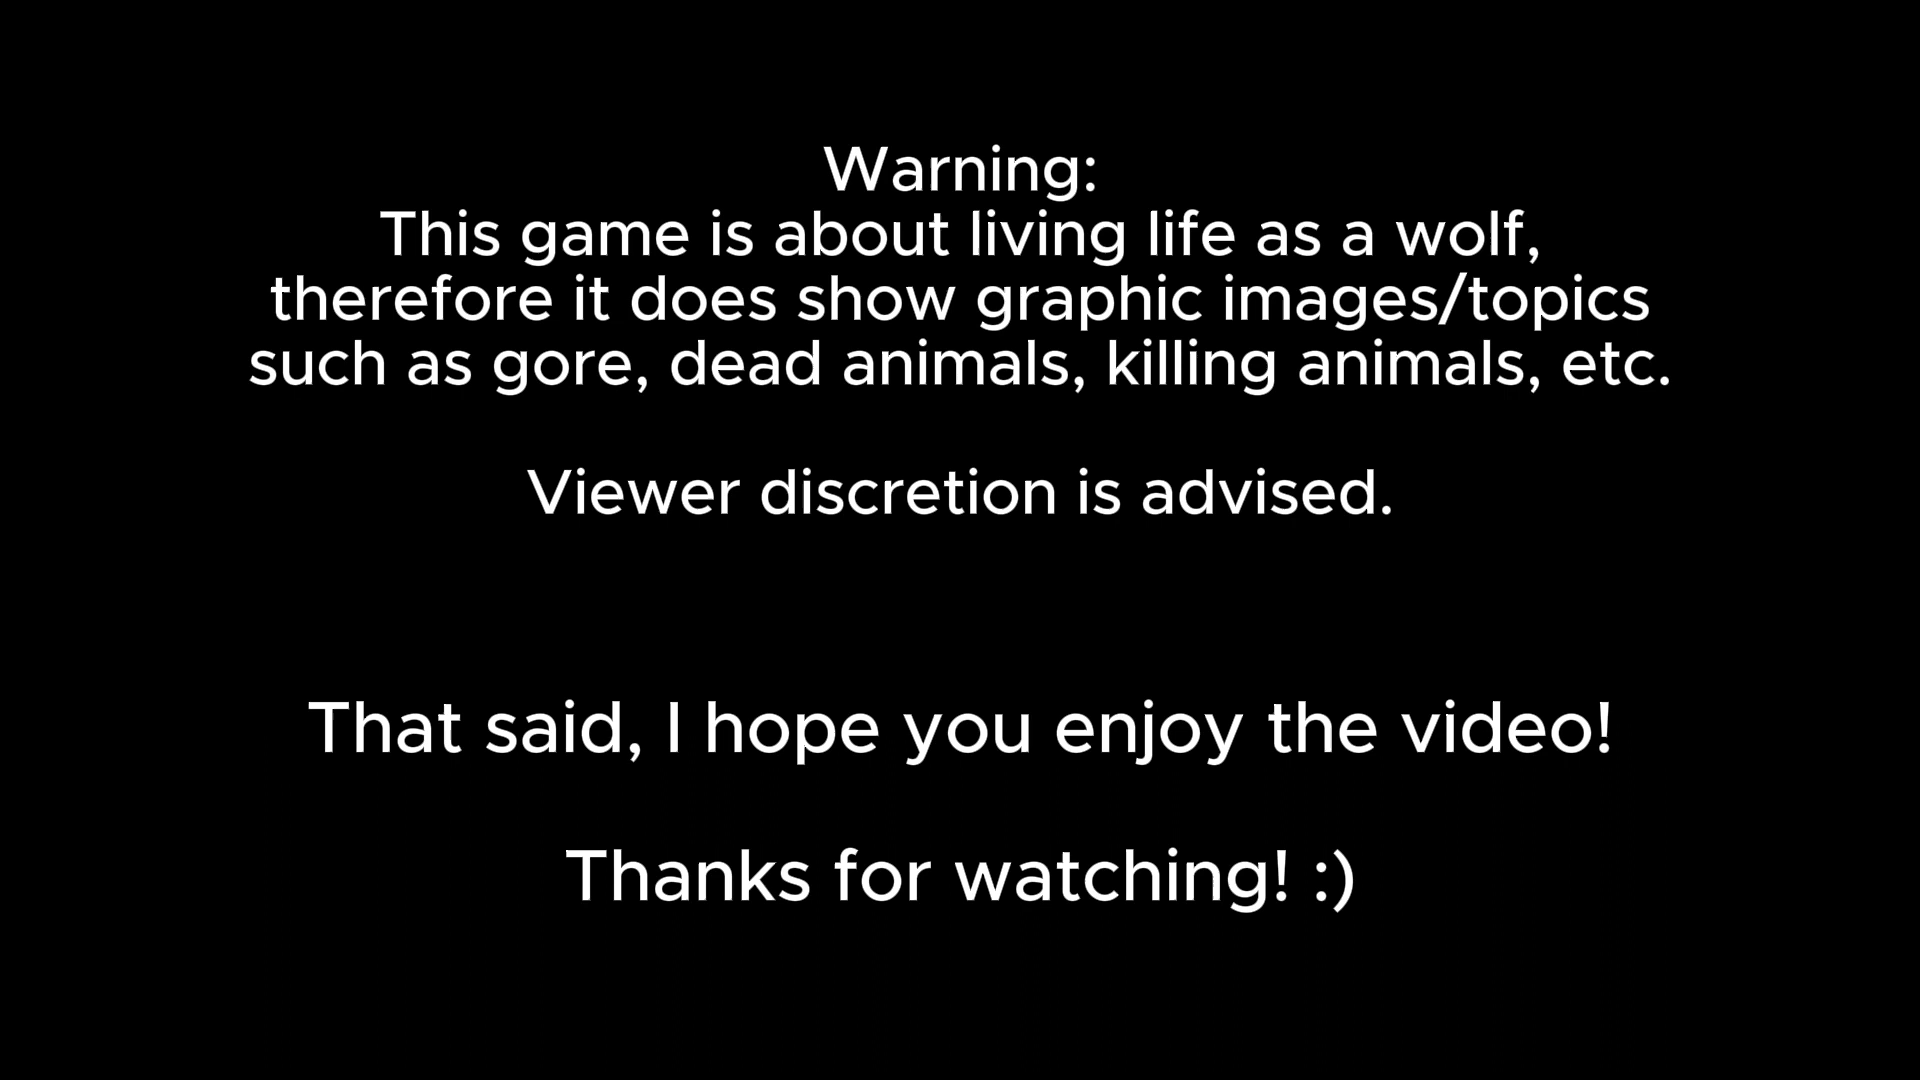 Warning:
This game is about living life as a wolf,
therefore it does show graphic images/topics
such as gore, dead animals, killing animals, etc.
Viewer discretion is advised.
That said, I hope you enjoy the video!
Thanks for watching! :)